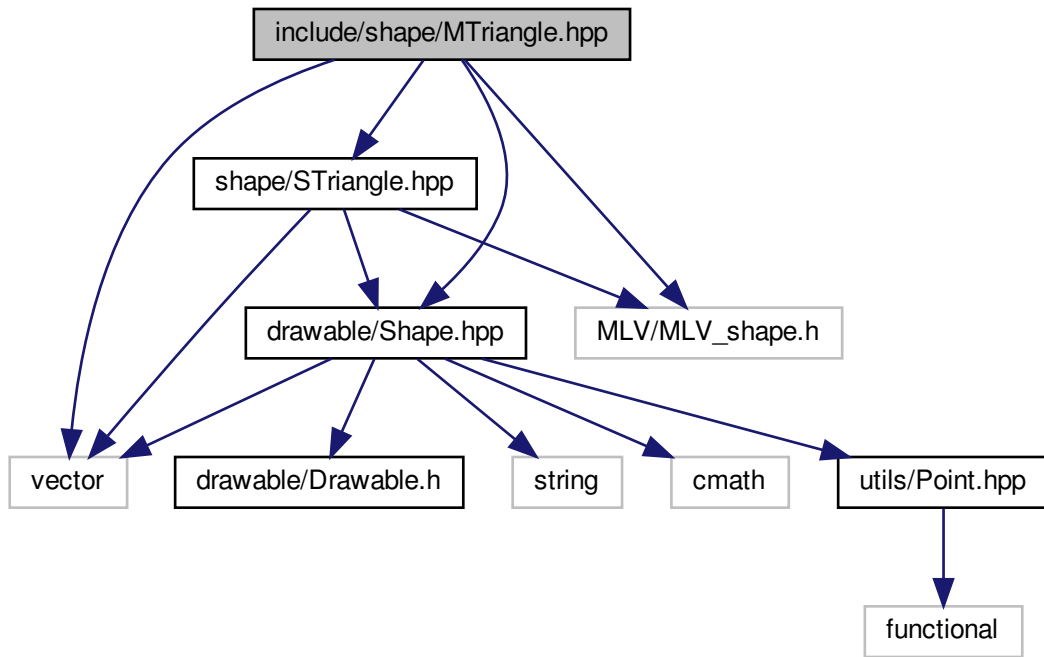 include/shape/MTriangle.hpp
shape/STriangle.hpp
drawable/Shape.hpp
MLV/MLV_shape.h
vector
drawable/Drawable.h
string
cmath
utils/Point.hpp
functional